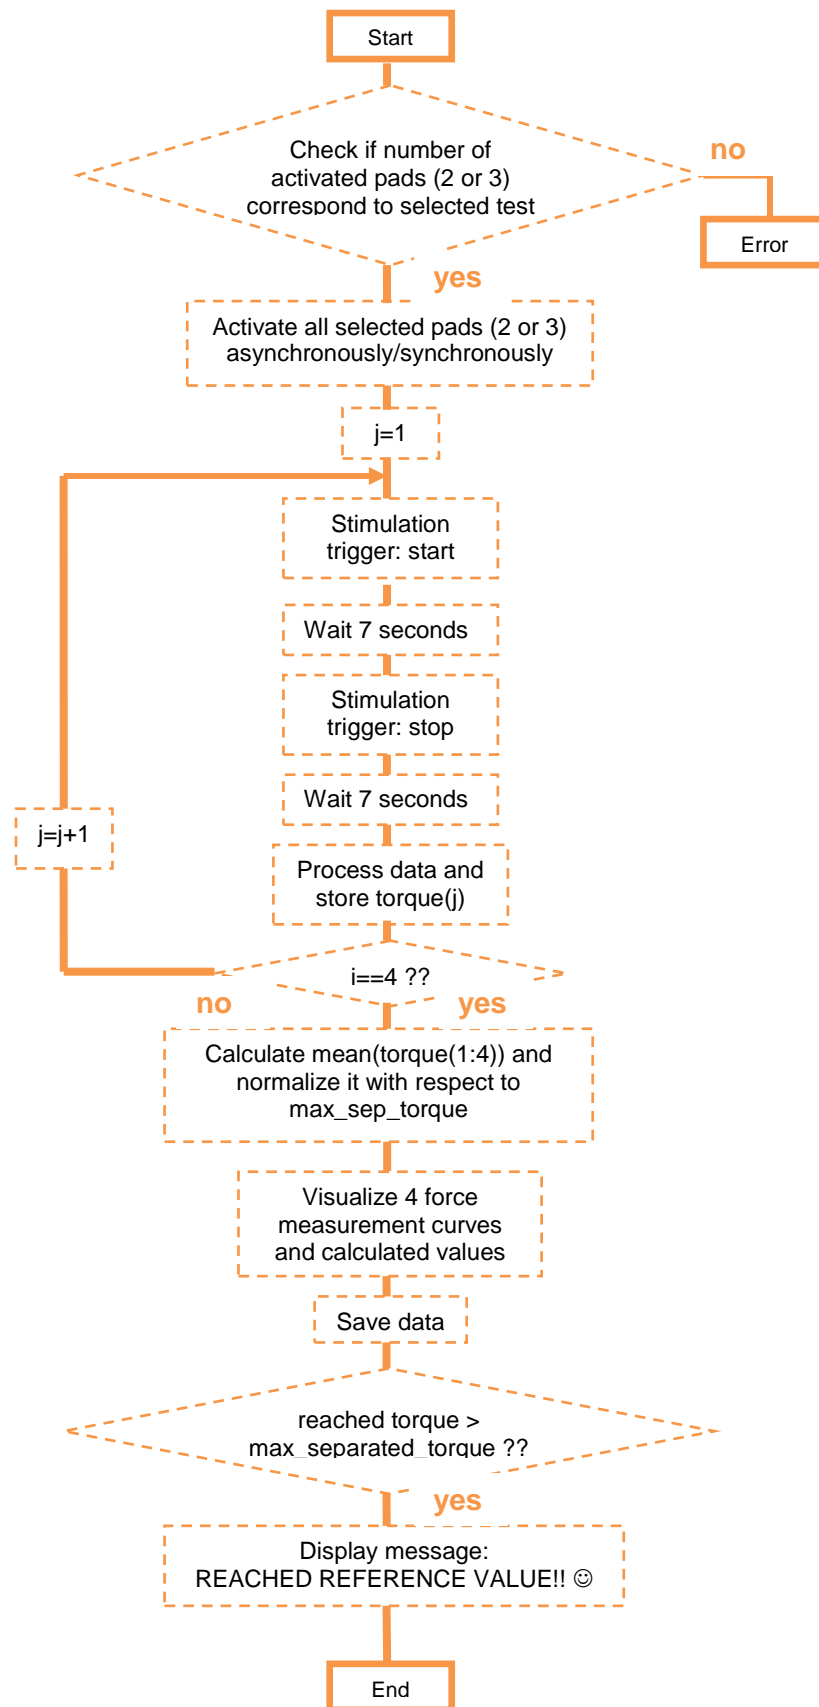 Start
Check if number of
activated pads (2 or 3)
correspond to selected test
no
Error
yes
Activate all selected pads (2 or 3)
asynchronously/synchronously
j=1
Stimulation
trigger: start
Wait 7 seconds
Stimulation
trigger: stop
Wait 7 seconds
j=j+1
Process data and
store torque(j)
i==4 ??
no
yes
Calculate mean(torque(1:4)) and
normalize it with respect to
max_sep_torque
Visualize 4 force
measurement curves
and calculated values
Save data
reached torque >
max_separated_torque ??
yes
Display message:
REACHED REFERENCE VALUE!! ☺
End